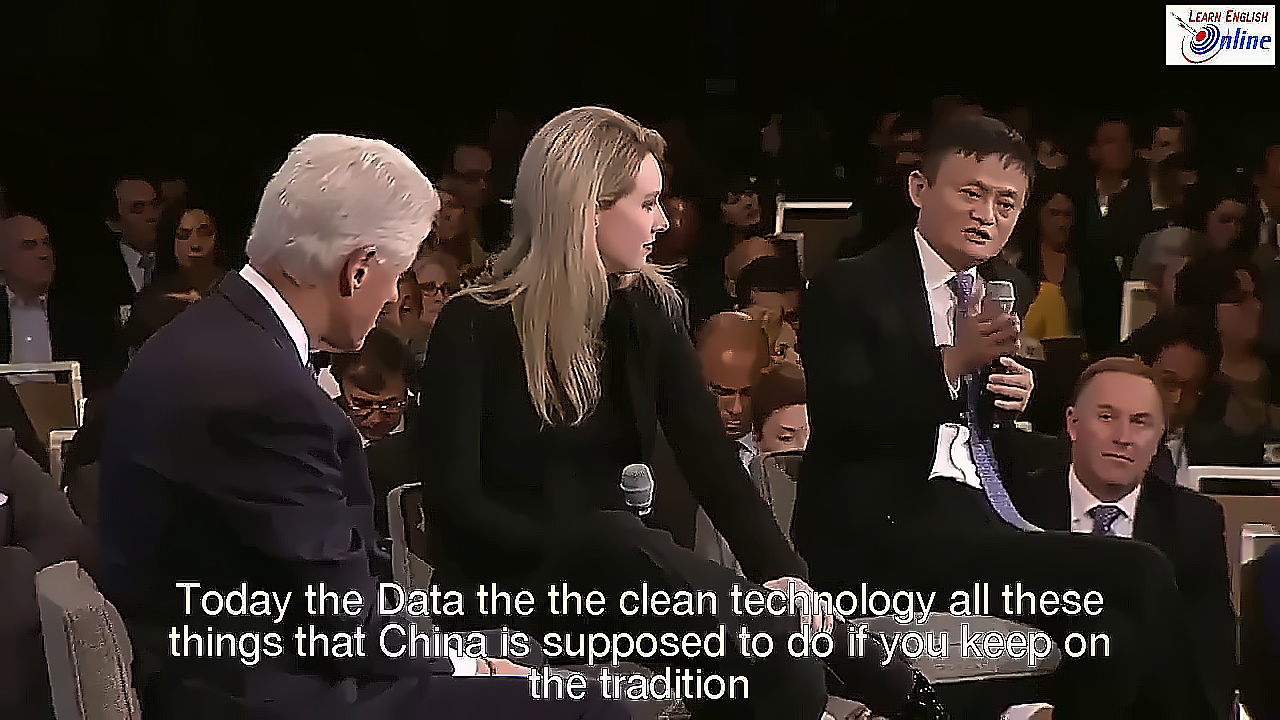 LEARN ENGLISH
Online
Today the Data the the clean technology all these
things that China is supposed to do if you keep on
the tradition